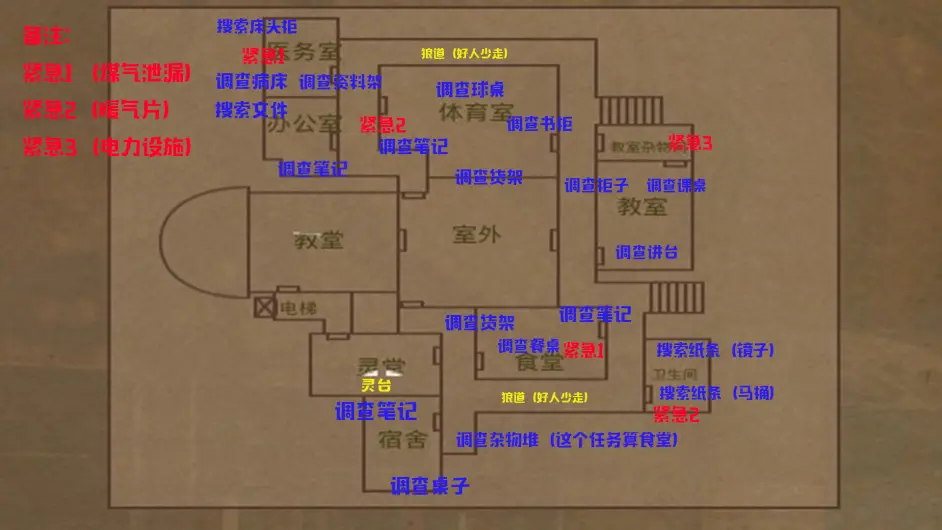 备注:
紧急1 (煤气泄漏)
紧急2 (暖气片)
紧急3 (电力设施)
搜索床头柜
医务室
紧急1
调查病床 调查资料架
搜索文件
办公室
调查笔记
狼道 (好人少走)
调查球桌
体育室
紧急2
调查书柜
调查笔记
调查货架
紧急3
教室杂物
调查柜子 调查课桌
教室
调查讲台
教堂
室外
电梯
调查货架
调查笔记
调查餐桌
食堂
紧急1
搜索纸条 (镜子)
卫生间
搜索纸条 (马桶)
紧急2
灵堂
灵台
调查笔记
宿舍
狼道 (好人少走)
调查杂物堆 (这个任务算食堂)
调查桌子